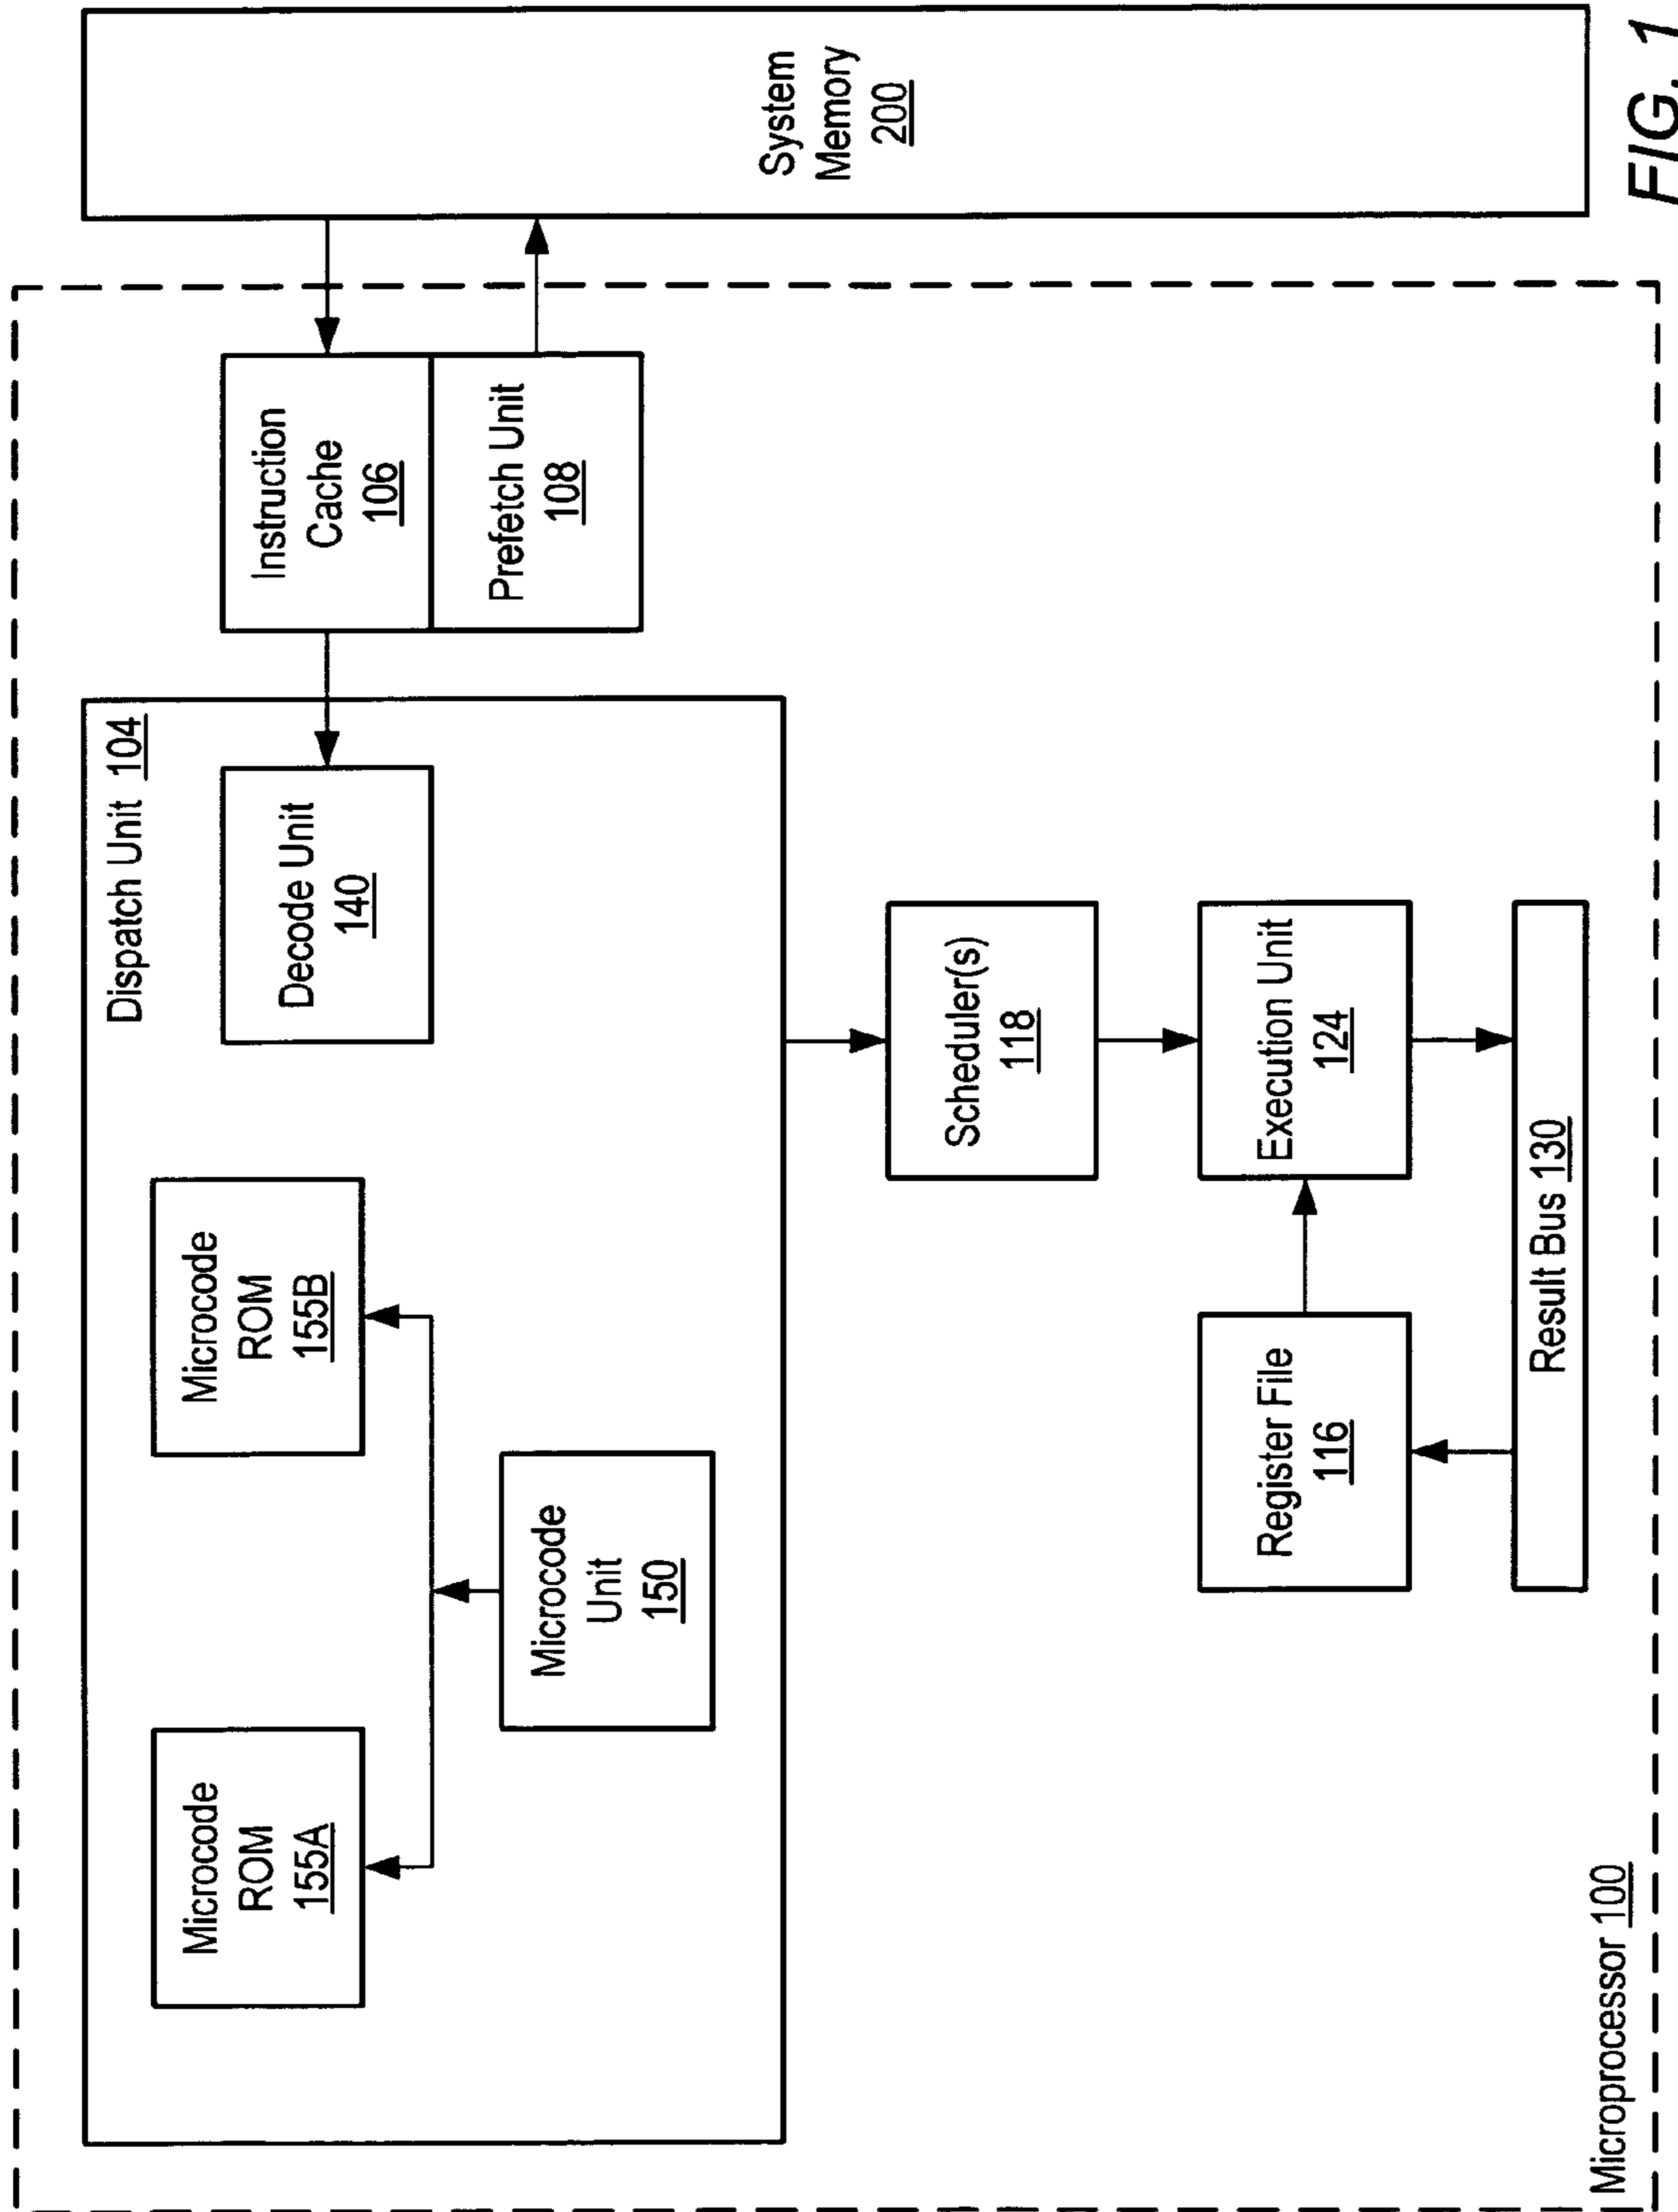 Dispatch Unit 104
Microcode
ROM
155A
Microcode
ROM
155B
Microcode
Unit
150
Decode Unit
140
Instruction
Cache
106
Prefetch Unit
108
System
Memory
200
Scheduler(s)
118
Register File
116
Execution Unit
124
Result Bus 130
Microprocessor 100
FIG. 1